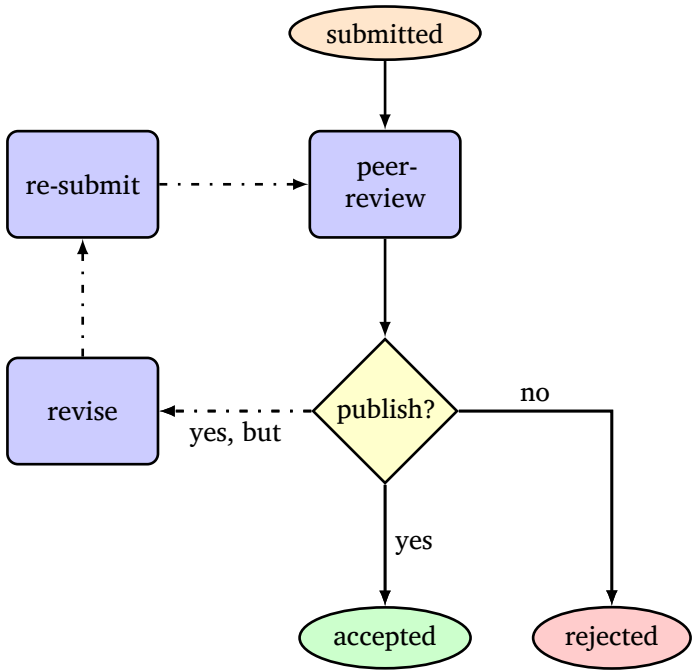 submitted
re-submit
peer-
review
revise
publish?
no
yes, but
yes
accepted
rejected